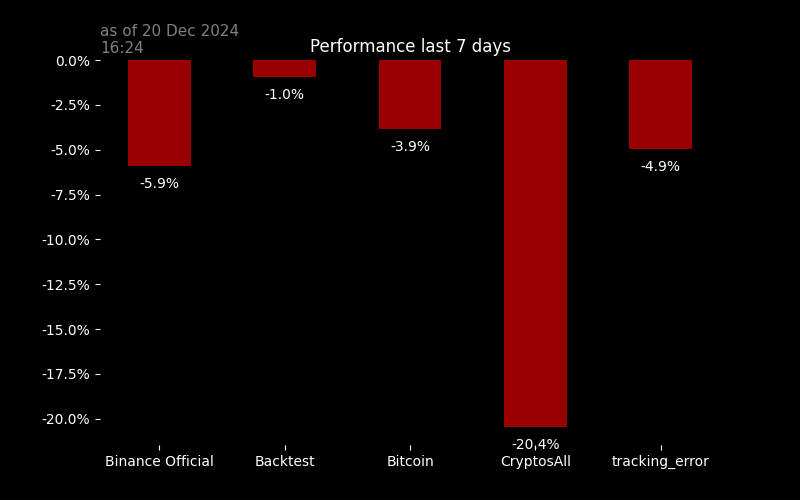 as of 20 Dec 2024
16:24
Performance last 7 days
0.0%
-2.5%
-5.0%
-7.5%
-10.0%
-12.5%
-15.0%
-17.5%
-20.0%
-5.9%
-1.0%
-3.9%
-20.4%
-4.9%
Binance Official
Backtest
Bitcoin
CryptosAll
tracking_error